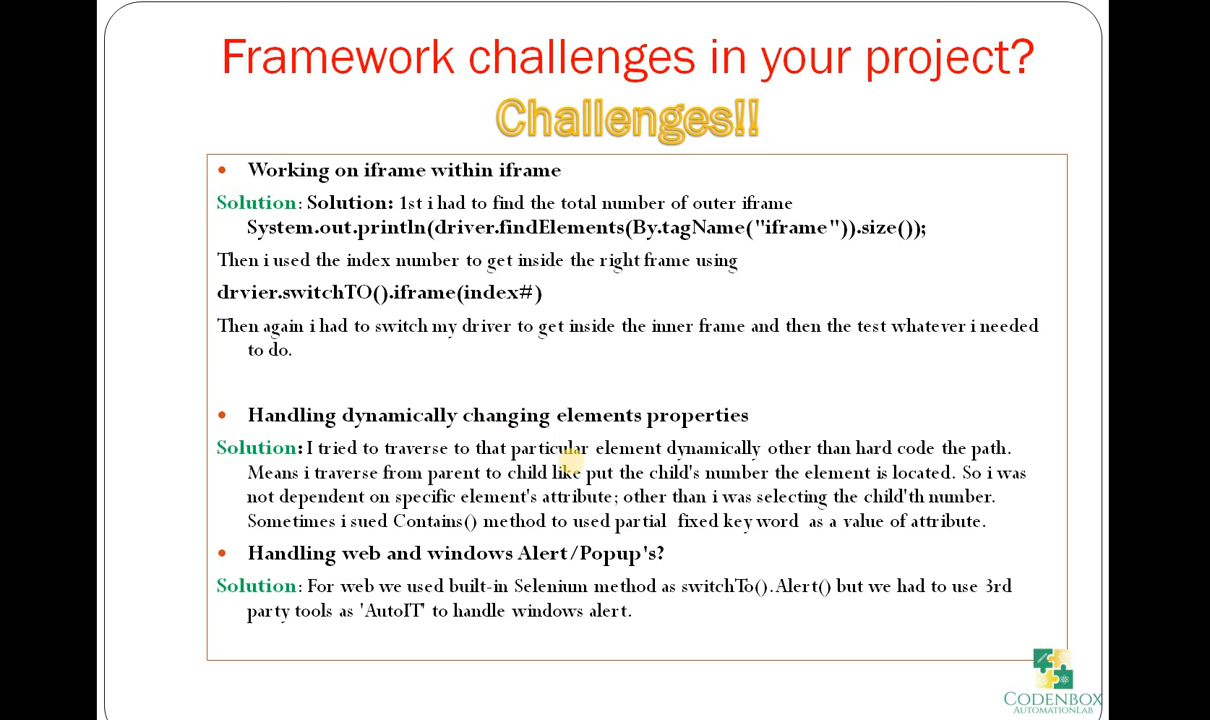 Framework challenges in your project?
Challenges!!
• Working on iframe within iframe
Solution: Solution: 1st i had to find the total number of outer iframe
System.out.println(driver.findElements(By.tagName("iframe")).size());
Then i used the index number to get inside the right frame using
drvier.switchTO().iframe(index#)
Then again i had to switch my driver to get inside the inner frame and then the test whatever i needed
to do.
• Handling dynamically changing elements properties
Solution: I tried to traverse to that particular element dynamically other than hard code the path.
Means i traverse from parent to child like put the child's number the element is located. So i was
not dependent on specific element's attribute; other than i was selecting the child'th number.
Sometimes i sued Contains() method to used partial fixed key word as a value of attribute.
• Handling web and windows Alert/Popup's?
Solution: For web we used built-in Selenium method as switchTo().Alert() but we had to use 3rd
party tools as 'AutoIT' to handle windows alert.
CODENBOX
AUTOMATIONLAB